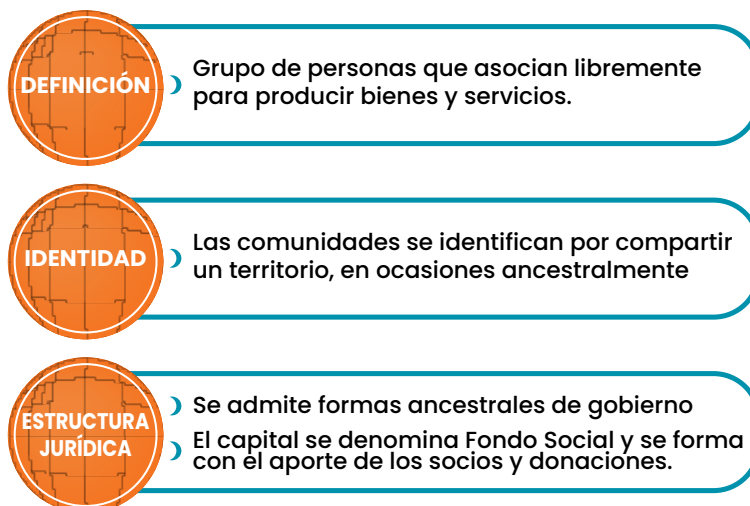 DEFINICIÓN
Grupo de personas que asocian libremente
para producir bienes y servicios.
IDENTIDAD
Las comunidades se identifican por compartir
un territorio, en ocasiones ancestralmente
ESTRUCTURA
JURÍDICA
Se admite formas ancestrales de gobierno
El capital se denomina Fondo Social y se forma
con el aporte de los socios y donaciones.